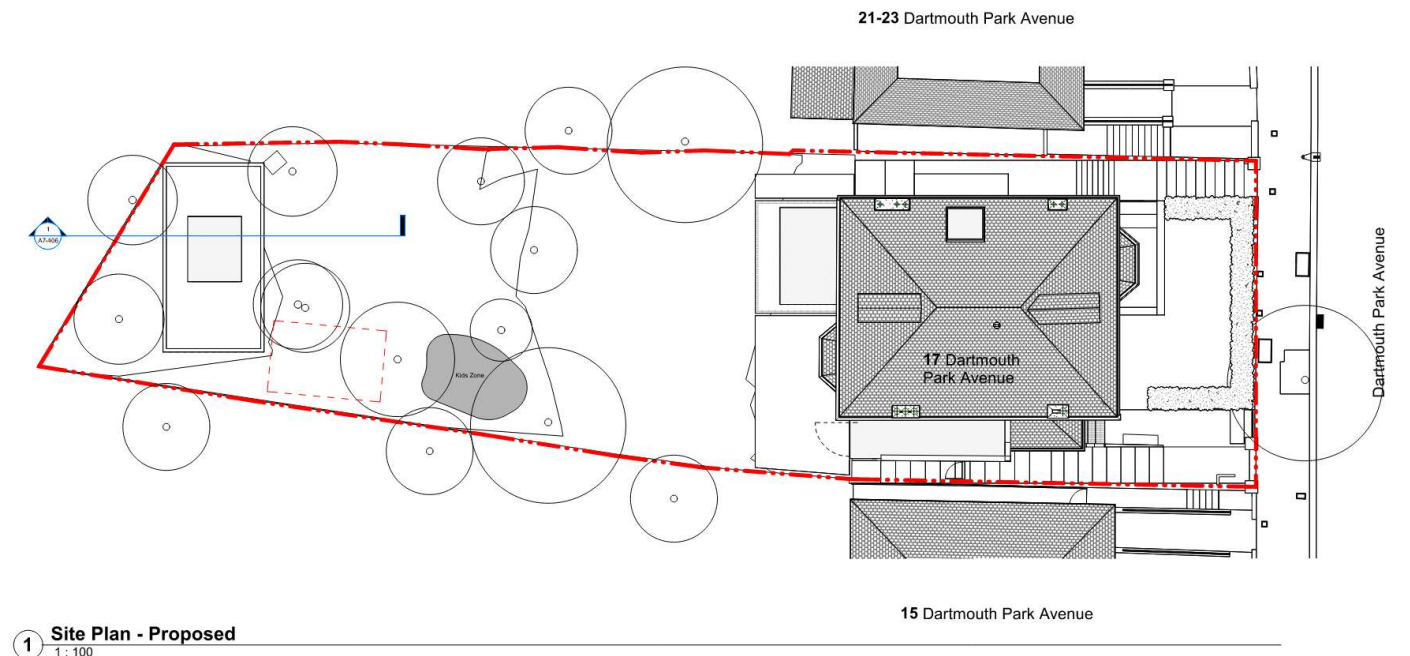 21-23 Dartmouth Park Avenue
1
A7-406
Kids Zone
17 Dartmouth
Park Avenue
Dartmouth Park Avenue
15 Dartmouth Park Avenue
1 Site Plan - Proposed
1 : 100